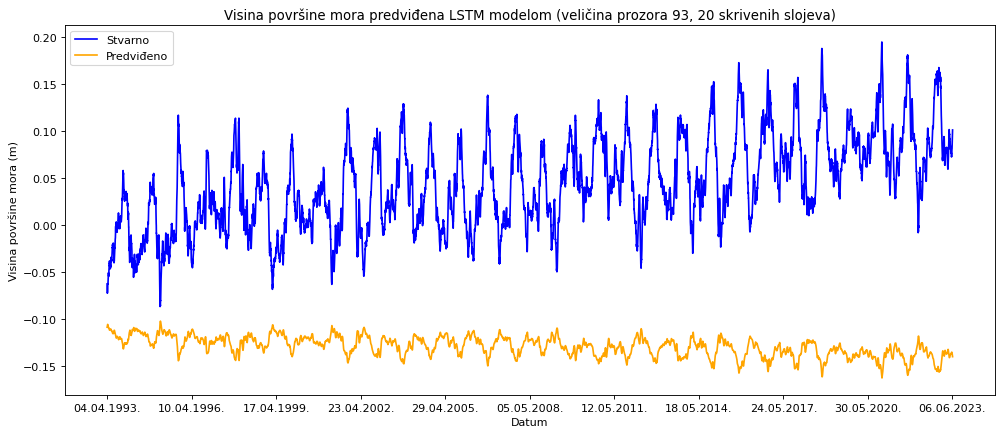 Visina površine mora predviđena LSTM modelom (veličina prozora 93, 20 skrivenih slojeva)
Stvarno
Predviđeno
Visina površine mora (m)
0.20
0.15
0.10
0.05
0.00
−0.05
−0.10
−0.15
04.04.1993. 10.04.1996. 17.04.1999. 23.04.2002. 29.04.2005. 05.05.2008. 12.05.2011. 18.05.2014. 24.05.2017. 30.05.2020. 06.06.2023.
Datum